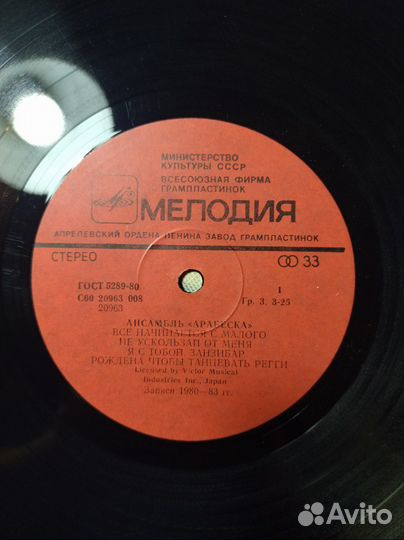 МИНИСТЕРСТВО
КУЛЬТУРЫ СССР
ВСЕСОЮЗНАЯ ФИРМА
ГРАМПЛАСТИНОК
МЕЛОДИЯ
АПРЕЛЕВСКИЙ ОРДЕНА ЛЕНИНА ЗАВОД ГРАМПЛАСТИНОК
СТЕРЕО
33
ГОСТ 5289-80
1
С60 20963 008
Гр. 3. 3-25
20963
АНСАМБЛЬ «АРАБЕСКА»
ВСЕ НАЧИНАЕТСЯ С МАЛОГО
НЕ УСКОЛЬЗАЙ ОТ МЕНЯ
Я С ТОБОЙ. ЗАНЗИБАР
РОЖДЕНА ЧТОБЫ ТАНЦЕВАТЬ РЕГГИ
Licensed by Victor Musical
Industries Inc., Japan
Записи 1980—83 гг.
Avito